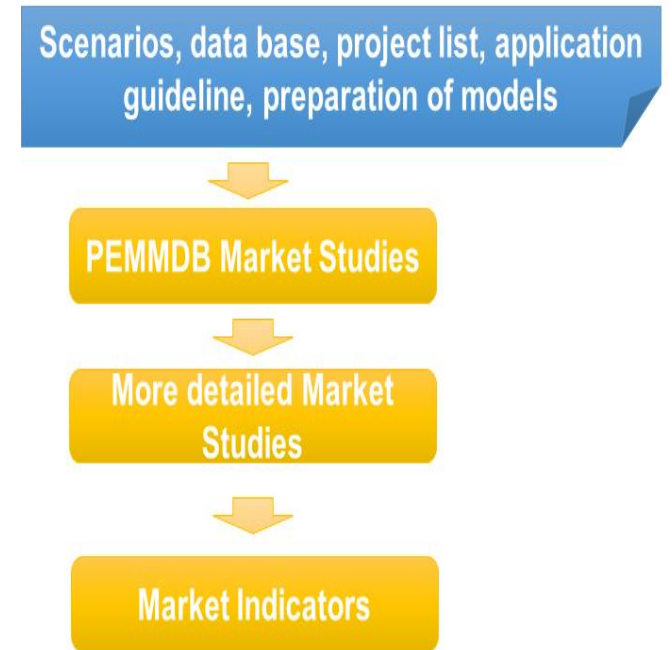 Scenarios, data base, project list, application
guideline, preparation of models
PEMMDB Market Studies
More detailed Market
Studies
Market Indicators